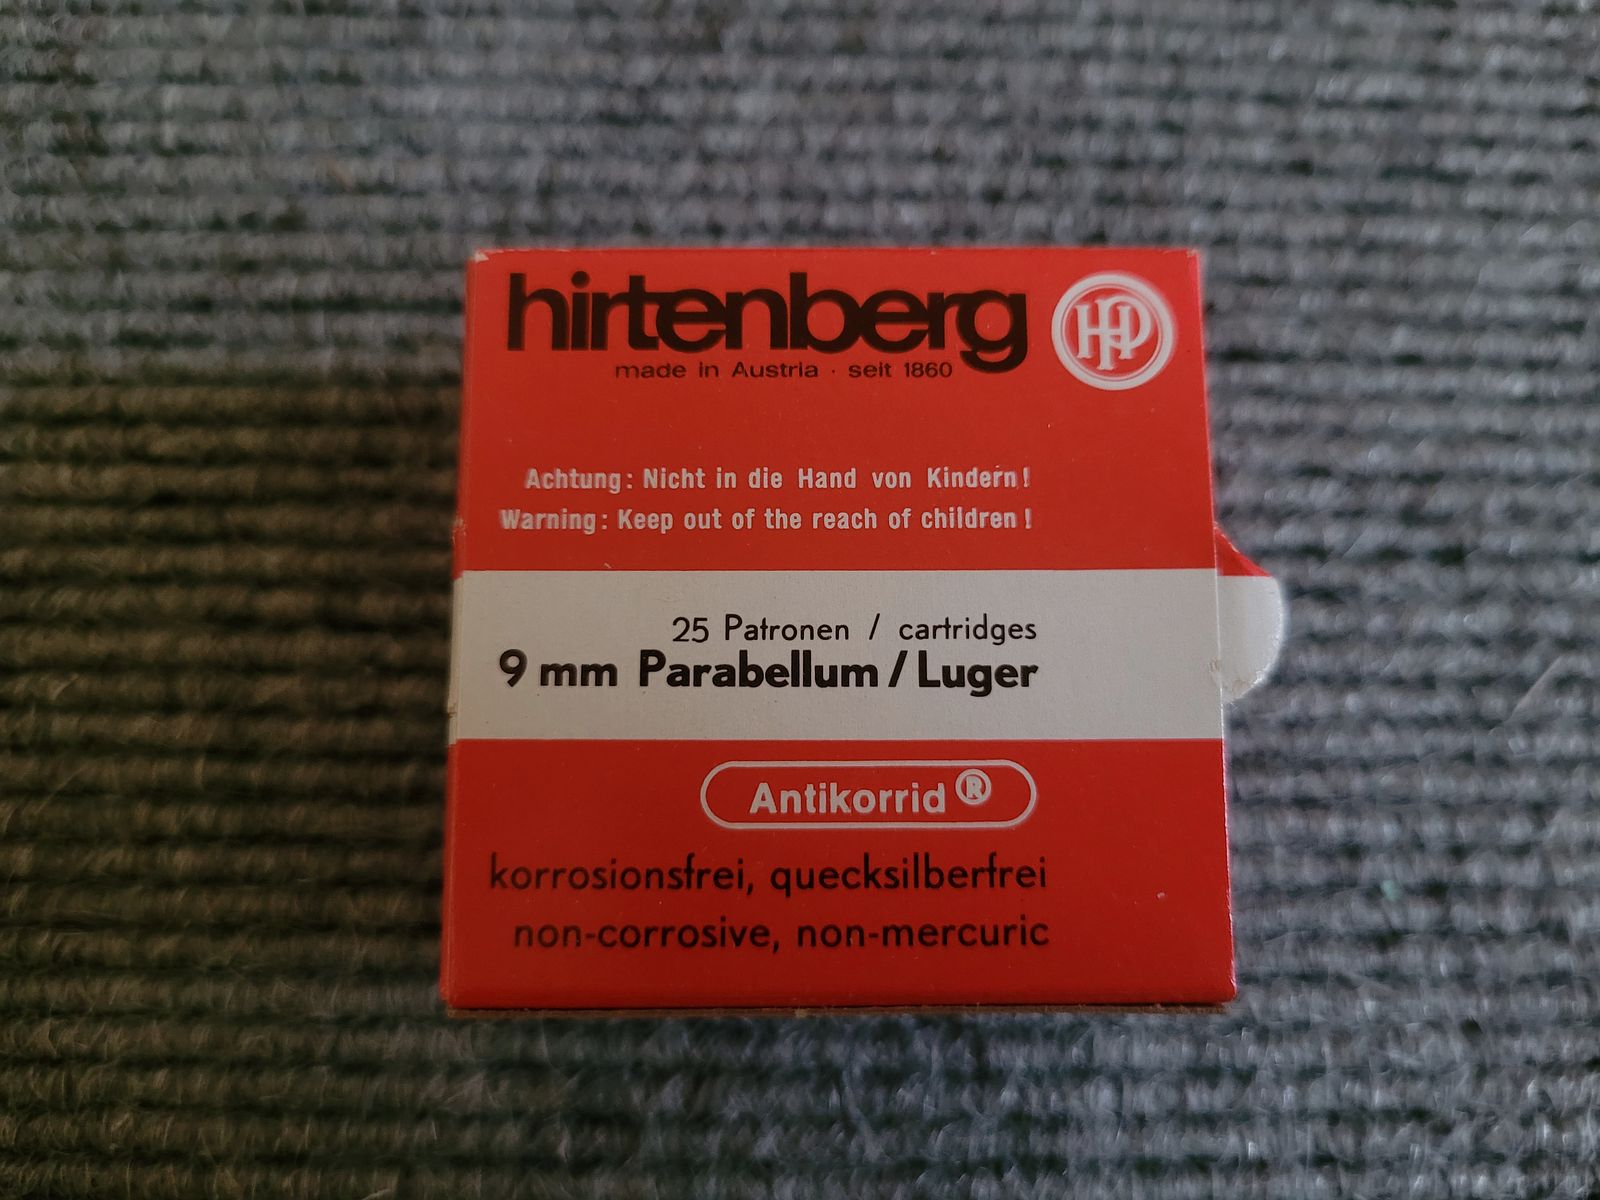 hirtenberg
HP
made in Austria · seit 1860
Achtung: Nicht in die Hand von Kindern!
Warning: Keep out of the reach of children!
25 Patronen / cartridges
9 mm Parabellum / Luger
Antikorrid ®
korrosionsfrei, quecksilberfrei
non-corrosive, non-mercuric